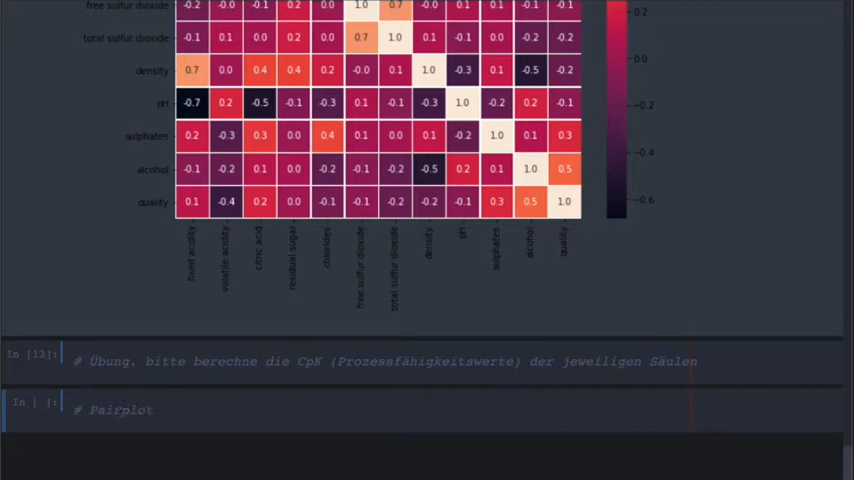 free sulfur dioxide -0.2 -0.0 -0.1 0.2 0.0 1.0 0.7 -0.0 0.1 0.1 -0.1 -0.1
total sulfur dioxide -0.1 0.1 0.0 0.2 0.0 0.7 1.0 0.1 -0.1 0.0 -0.2 -0.2
density 0.7 0.0 0.4 0.4 0.2 -0.0 0.1 1.0 -0.3 0.1 -0.5 -0.2
pH -0.7 0.2 -0.5 -0.1 -0.3 0.1 -0.1 -0.3 1.0 -0.2 0.2 -0.1
sulphates 0.2 -0.3 0.3 0.0 0.4 0.1 0.0 0.1 -0.2 1.0 0.1 0.3
alcohol -0.1 -0.2 0.1 0.0 -0.2 -0.1 -0.2 -0.5 0.2 0.1 1.0 0.5
quality 0.1 -0.4 0.2 0.0 -0.1 -0.1 -0.2 -0.2 -0.1 0.3 0.5 1.0
0.2
0.0
-0.2
-0.4
-0.6
fixed acidity
volatile acidity
citric acid
residual sugar
chlorides
free sulfur dioxide
total sulfur dioxide
density
pH
sulphates
alcohol
quality
In [13]: # Übung. bitte berechne die CpK (Prozessfähigkeitswerte) der jeweiligen Säulen
In [ ]: # Pairplot